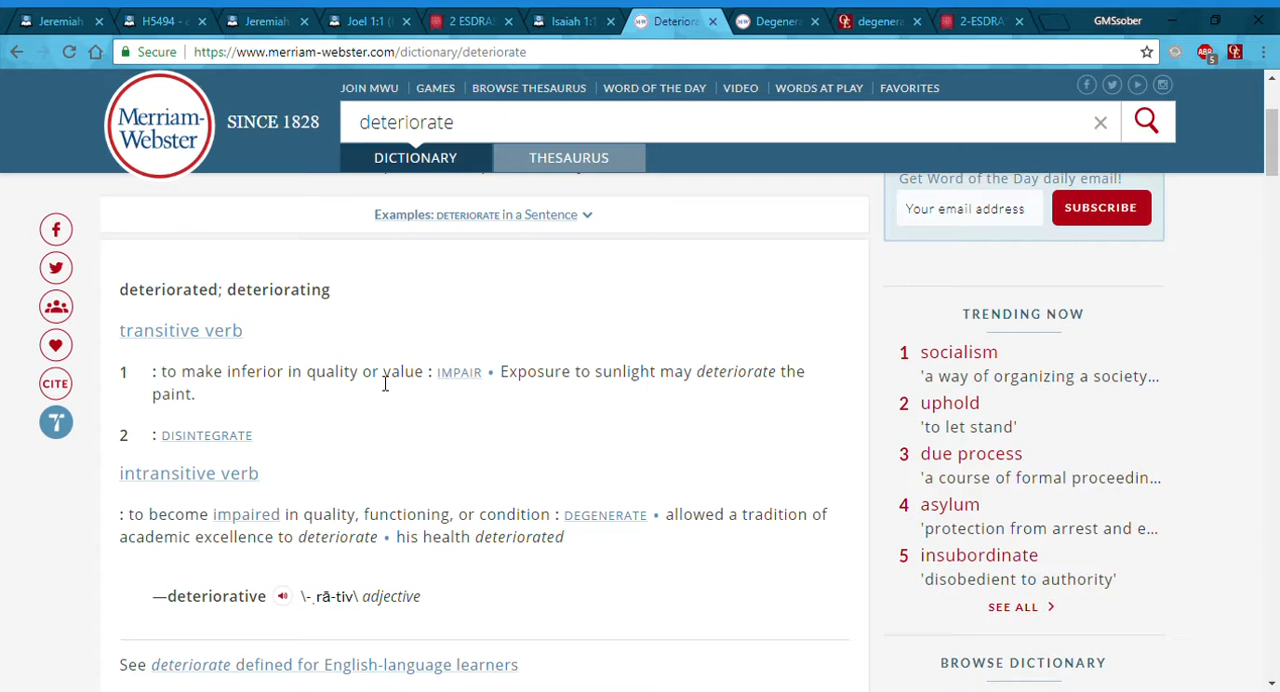 Jeremiah
H5494 - c
Jeremiah
Joel 1:1 (
2 ESDRAS
Isaiah 1:1
Deteriora
Degenera
degenera
2-ESDRA
GMSsober
Secure
https://www.merriam-webster.com/dictionary/deteriorate
ABP
5
JOIN MWU
GAMES
BROWSE THESAURUS
WORD OF THE DAY
VIDEO
WORDS AT PLAY
FAVORITES
Merriam-
Webster
SINCE 1828
deteriorate
DICTIONARY
THESAURUS
Get Word of the Day daily email!
Your email address
SUBSCRIBE
Examples: DETERIORATE in a Sentence
deteriorated; deteriorating
transitive verb
1 : to make inferior in quality or value : IMPAIR • Exposure to sunlight may deteriorate the
paint.
2 : DISINTEGRATE
intransitive verb
: to become impaired in quality, functioning, or condition : DEGENERATE • allowed a tradition of
academic excellence to deteriorate • his health deteriorated
—deteriorative \-ˌrā-tiv\ adjective
See deteriorate defined for English-language learners
CITE
TRENDING NOW
1 socialism
'a way of organizing a society…
2 uphold
'to let stand'
3 due process
'a course of formal proceedin…
4 asylum
'protection from arrest and e…
5 insubordinate
'disobedient to authority'
SEE ALL
BROWSE DICTIONARY